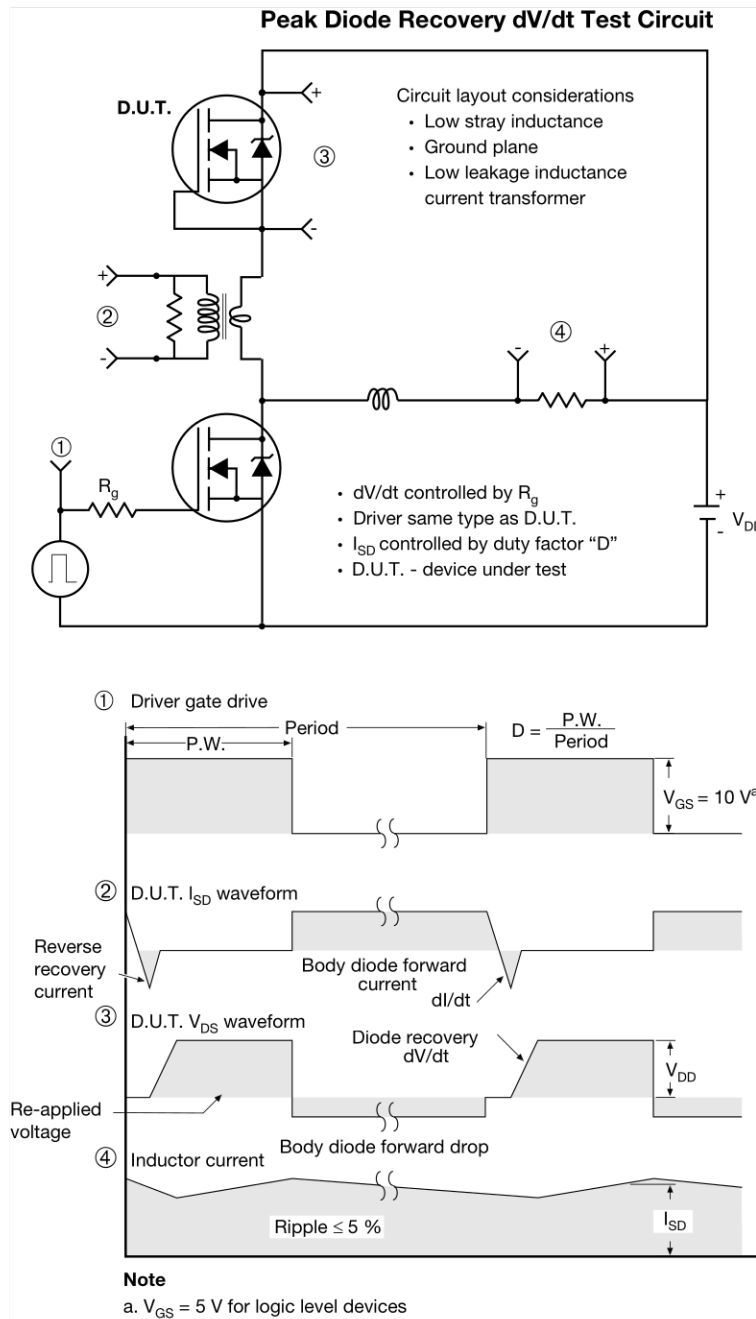 Peak Diode Recovery dV/dt Test Circuit
D.U.T.
+
③
-
Circuit layout considerations
• Low stray inductance
• Ground plane
• Low leakage inductance
current transformer
+
②
-
④
-
+
①
Rg
• dV/dt controlled by Rg
• Driver same type as D.U.T.
• ISD controlled by duty factor “D”
• D.U.T. - device under test
+
-
VDD
① Driver gate drive
Period
P.W.
D = P.W.
Period
VGS = 10 Va
② D.U.T. ISD waveform
Reverse
recovery
current
Body diode forward
current
dI/dt
③ D.U.T. VDS waveform
Diode recovery
dV/dt
VDD
Re-applied
voltage
Body diode forward drop
④ Inductor current
Ripple ≤ 5 %
ISD
Note
a. VGS = 5 V for logic level devices